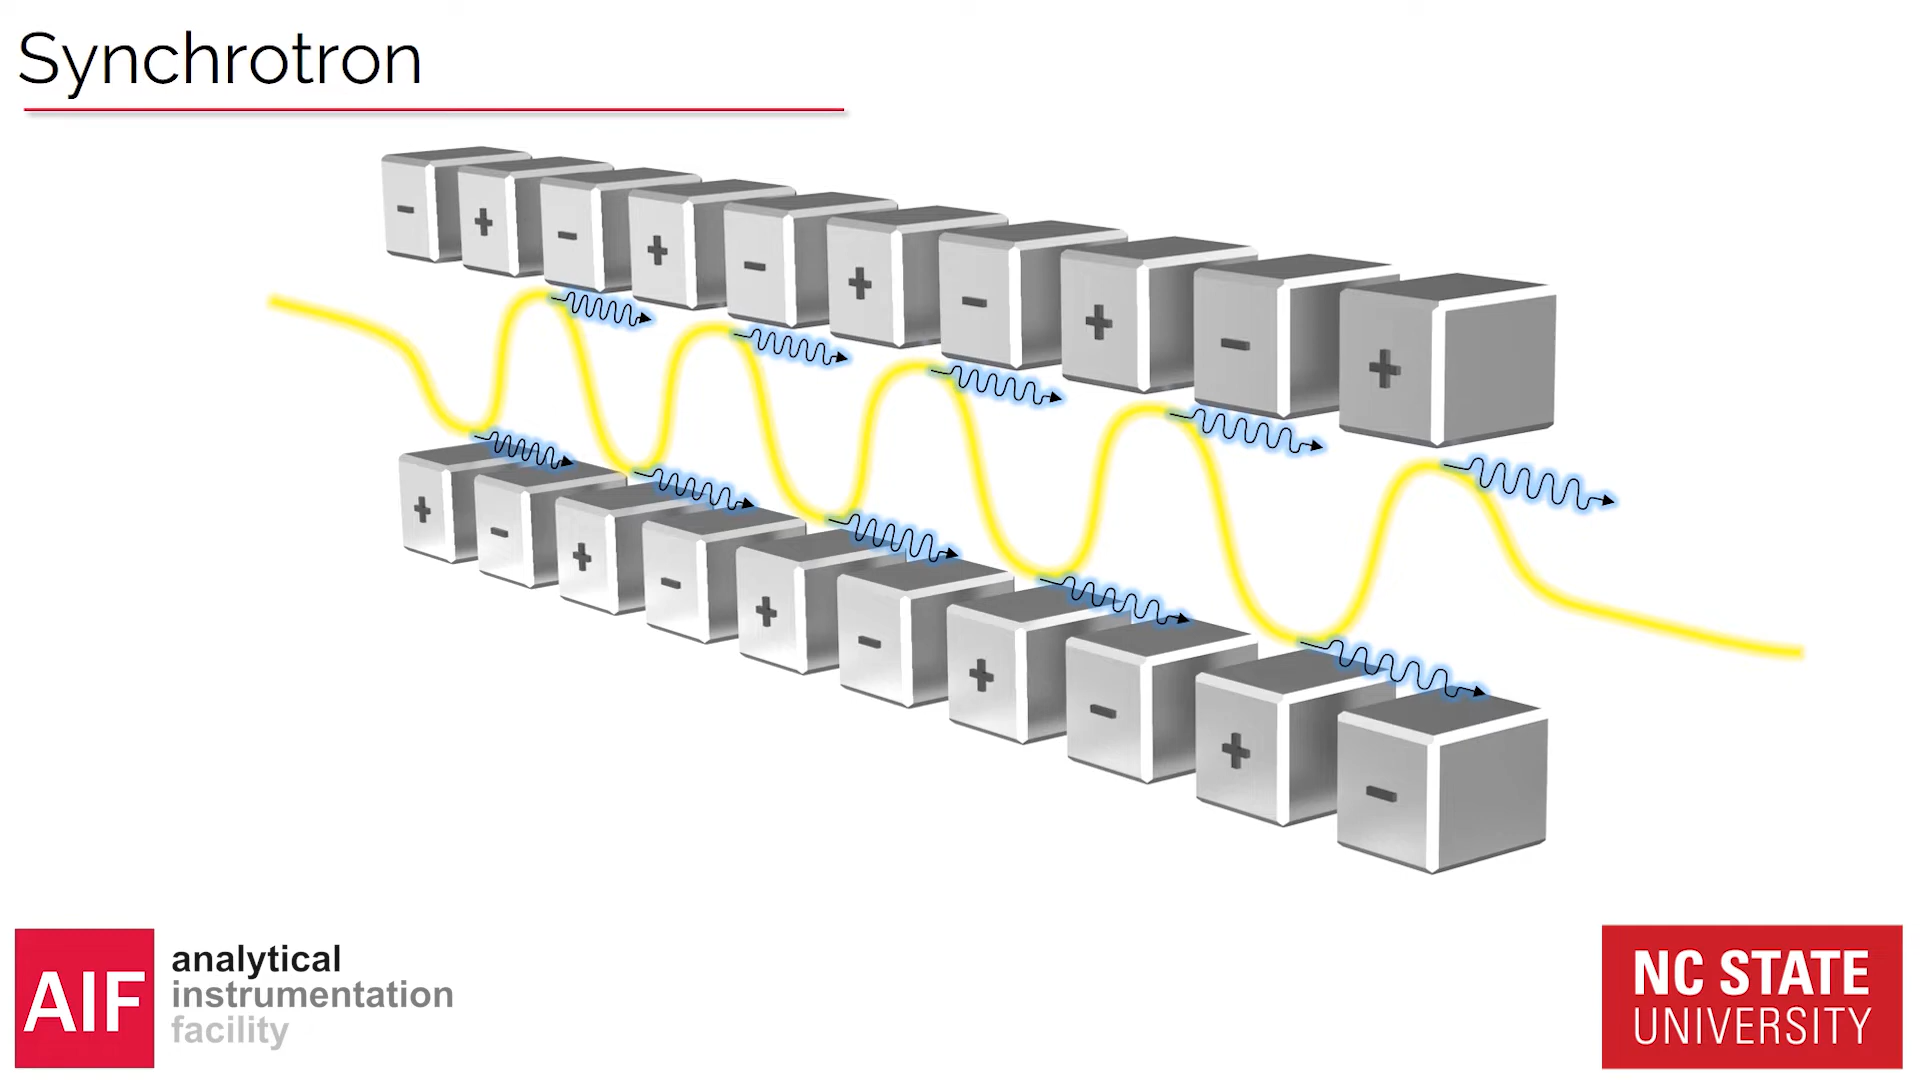 Synchrotron
- + - + - + - + - +
+ - + - + - + - + -
AIF
analytical
instrumentation
facility
NC STATE
UNIVERSITY